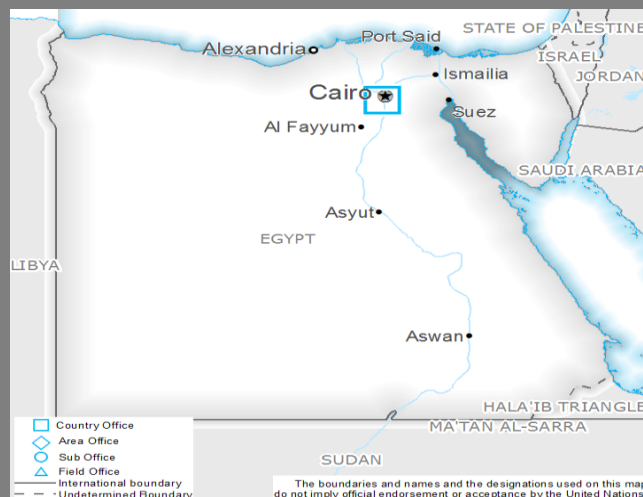 STATE OF PALESTINE
Port Said
Alexandria
ISRAEL
Ismailia
JORDAN
Cairo
Suez
Al Fayyum
SAUDI ARABIA
Asyut
EGYPT
LIBYA
Aswan
HALA'IB TRIANGLE
MA'TAN AL-SARRA
SUDAN
Country Office
Area Office
Sub Office
Field Office
International boundary
Undetermined Boundary
The boundaries and names and the designations used on this map
do not imply official endorsement or acceptance by the United Nation